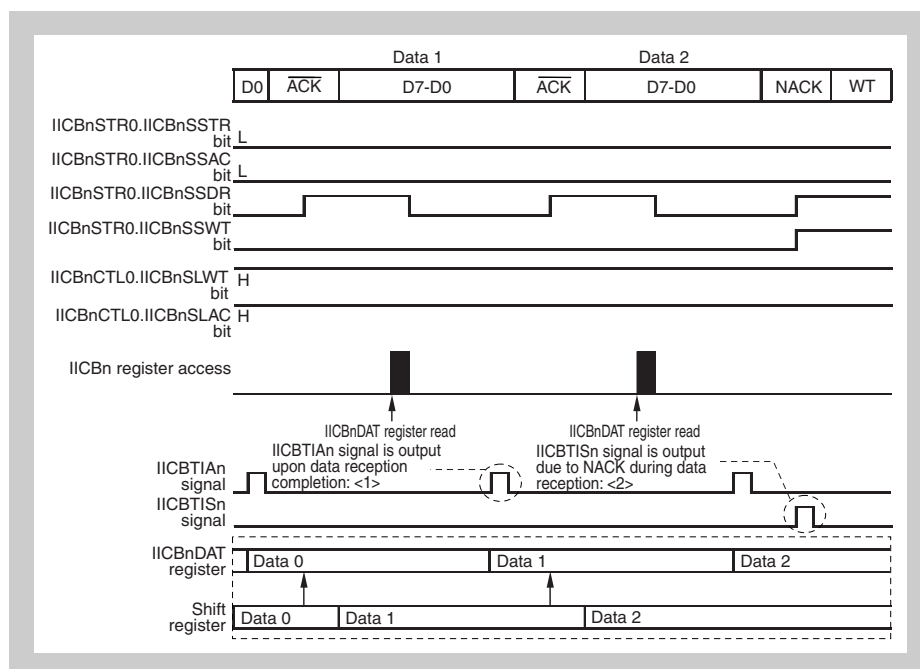 Data 1 Data 2
D0 ACK D7-D0 ACK D7-D0 NACK WT
IICBnSTR0.IICBnSSTR
bit L
IICBnSTR0.IICBnSSAC
bit L
IICBnSTR0.IICBnSSDR
bit
IICBnSTR0.IICBnSSWT
bit
IICBnCTL0.IICBnSLWT H
bit
IICBnCTL0.IICBnSLAC H
bit
IICBn register access
IICBnDAT register read IICBnDAT register read
IICBTIAn signal is output IICBTISn signal is output
upon data reception due to NACK during data
completion: <1> reception: <2>
IICBTIAn
signal
IICBTISn
signal
IICBnDAT
register Data 0 Data 1 Data 2
Shift
register Data 0 Data 1 Data 2